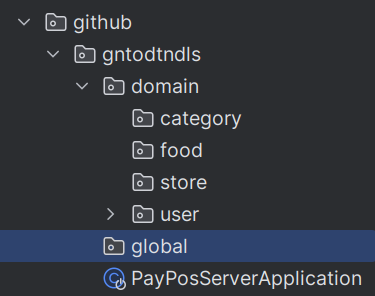 github
gntodtndls
domain
category
food
store
user
global
PayPosServerApplication